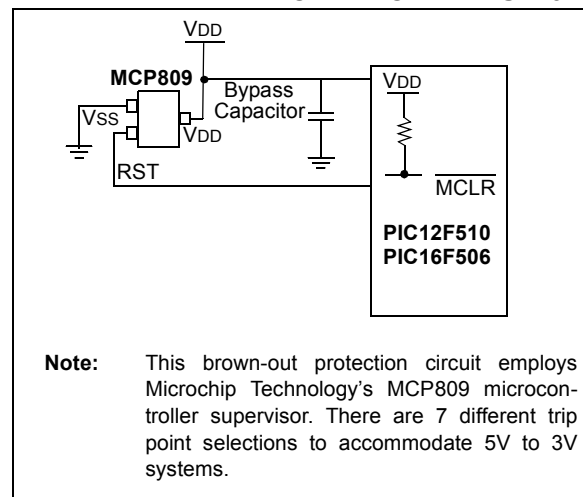 VDD
MCP809
Bypass
Capacitor
VDD
VSS
VDD
RST
MCLR
PIC12F510
PIC16F506
Note: This brown-out protection circuit employs
Microchip Technology's MCP809 microcon-
troller supervisor. There are 7 different trip
point selections to accommodate 5V to 3V
systems.